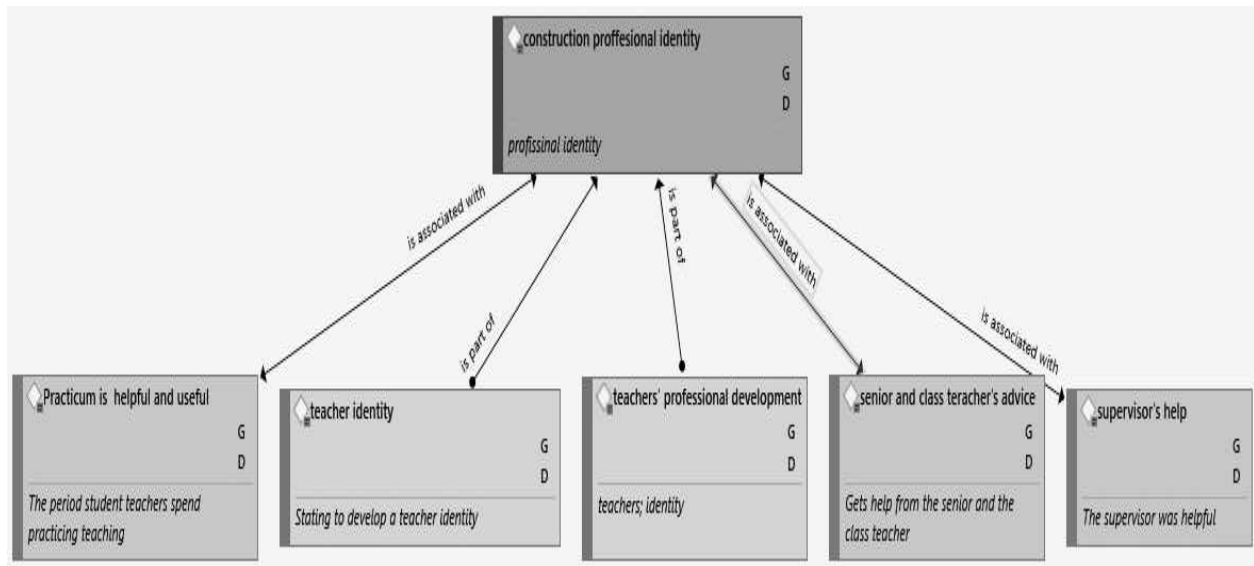 construction proffesional identity
G
D
profissinal identity
is associated with
is part of
is part of
is associated with
is associated with
Practicum is helpful and useful
G
D
The period student teachers spend
practicing teaching
teacher identity
G
D
Stating to develop a teacher identity
teachers' professional development
G
D
teachers; identity
senior and class teracher's advice
G
D
Gets help from the senior and the
class teacher
supervisor's help
G
D
The supervisor was helpful